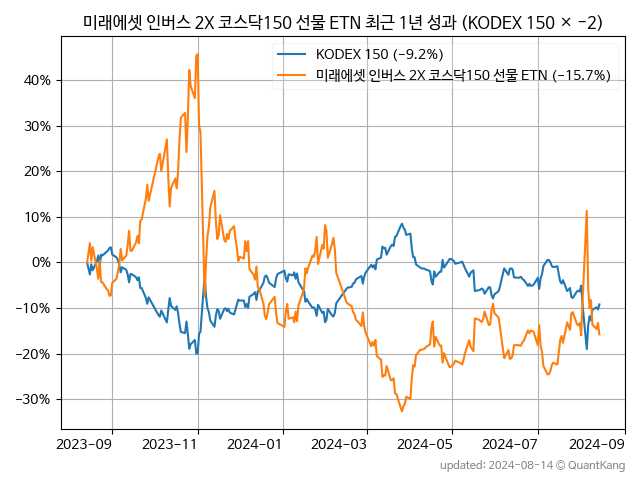 미래에셋 인버스 2X 코스닥150 선물 ETN 최근 1년 성과 (KODEX 150 × −2)
KODEX 150 (−9.2%)
미래에셋 인버스 2X 코스닥150 선물 ETN (−15.7%)
40%
30%
20%
10%
0%
−10%
−20%
−30%
2023-09 2023-11 2024-01 2024-03 2024-05 2024-07 2024-09
updated: 2024-08-14 © QuantKang